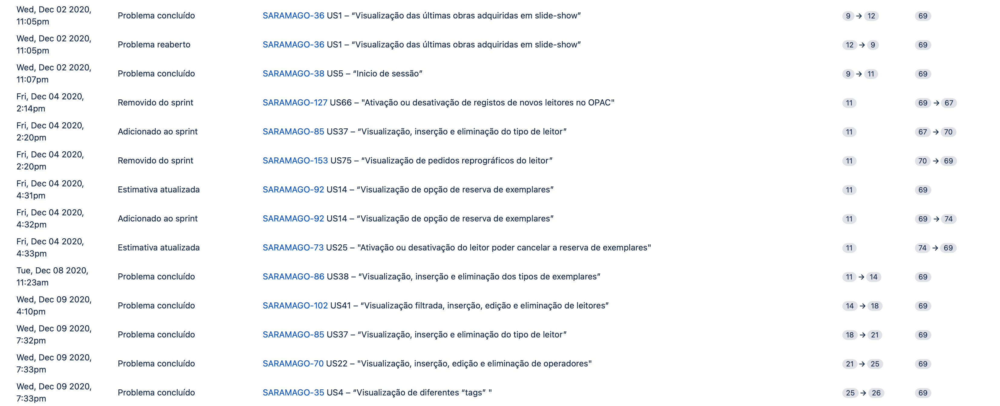 Wed, Dec 02 2020, 11:05pm Problema concluído SARAMAGO-36 US1 – “Visualização das últimas obras adquiridas em slide-show” 9 → 12 69
Wed, Dec 02 2020, 11:05pm Problema reaberto SARAMAGO-36 US1 – “Visualização das últimas obras adquiridas em slide-show” 12 → 9 69
Wed, Dec 02 2020, 11:07pm Problema concluído SARAMAGO-38 US5 – “Inicio de sessão” 9 → 11 69
Fri, Dec 04 2020, 2:14pm Removido do sprint SARAMAGO-127 US66 – "Ativação ou desativação de registos de novos leitores no OPAC" 11 69 → 67
Fri, Dec 04 2020, 2:20pm Adicionado ao sprint SARAMAGO-85 US37 – “Visualização, inserção e eliminação do tipo de leitor” 11 67 → 70
Fri, Dec 04 2020, 2:20pm Removido do sprint SARAMAGO-153 US75 – “Visualização de pedidos reprográficos do leitor” 11 70 → 69
Fri, Dec 04 2020, 4:31pm Estimativa atualizada SARAMAGO-92 US14 – “Visualização de opção de reserva de exemplares” 11 69
Fri, Dec 04 2020, 4:32pm Adicionado ao sprint SARAMAGO-92 US14 – “Visualização de opção de reserva de exemplares” 11 69 → 74
Fri, Dec 04 2020, 4:33pm Estimativa atualizada SARAMAGO-73 US25 – "Ativação ou desativação do leitor poder cancelar a reserva de exemplares" 11 74 → 69
Tue, Dec 08 2020, 11:23am Problema concluído SARAMAGO-86 US38 – “Visualização, inserção e eliminação dos tipos de exemplares” 11 → 14 69
Wed, Dec 09 2020, 4:10pm Problema concluído SARAMAGO-102 US41 – “Visualização filtrada, inserção, edição e eliminação de leitores” 14 → 18 69
Wed, Dec 09 2020, 7:32pm Problema concluído SARAMAGO-85 US37 – “Visualização, inserção e eliminação do tipo de leitor” 18 → 21 69
Wed, Dec 09 2020, 7:33pm Problema concluído SARAMAGO-70 US22 – "Visualização, inserção, edição e eliminação de operadores" 21 → 25 69
Wed, Dec 09 2020, 7:33pm Problema concluído SARAMAGO-35 US4 – “Visualização de diferentes “tags” " 25 → 26 69